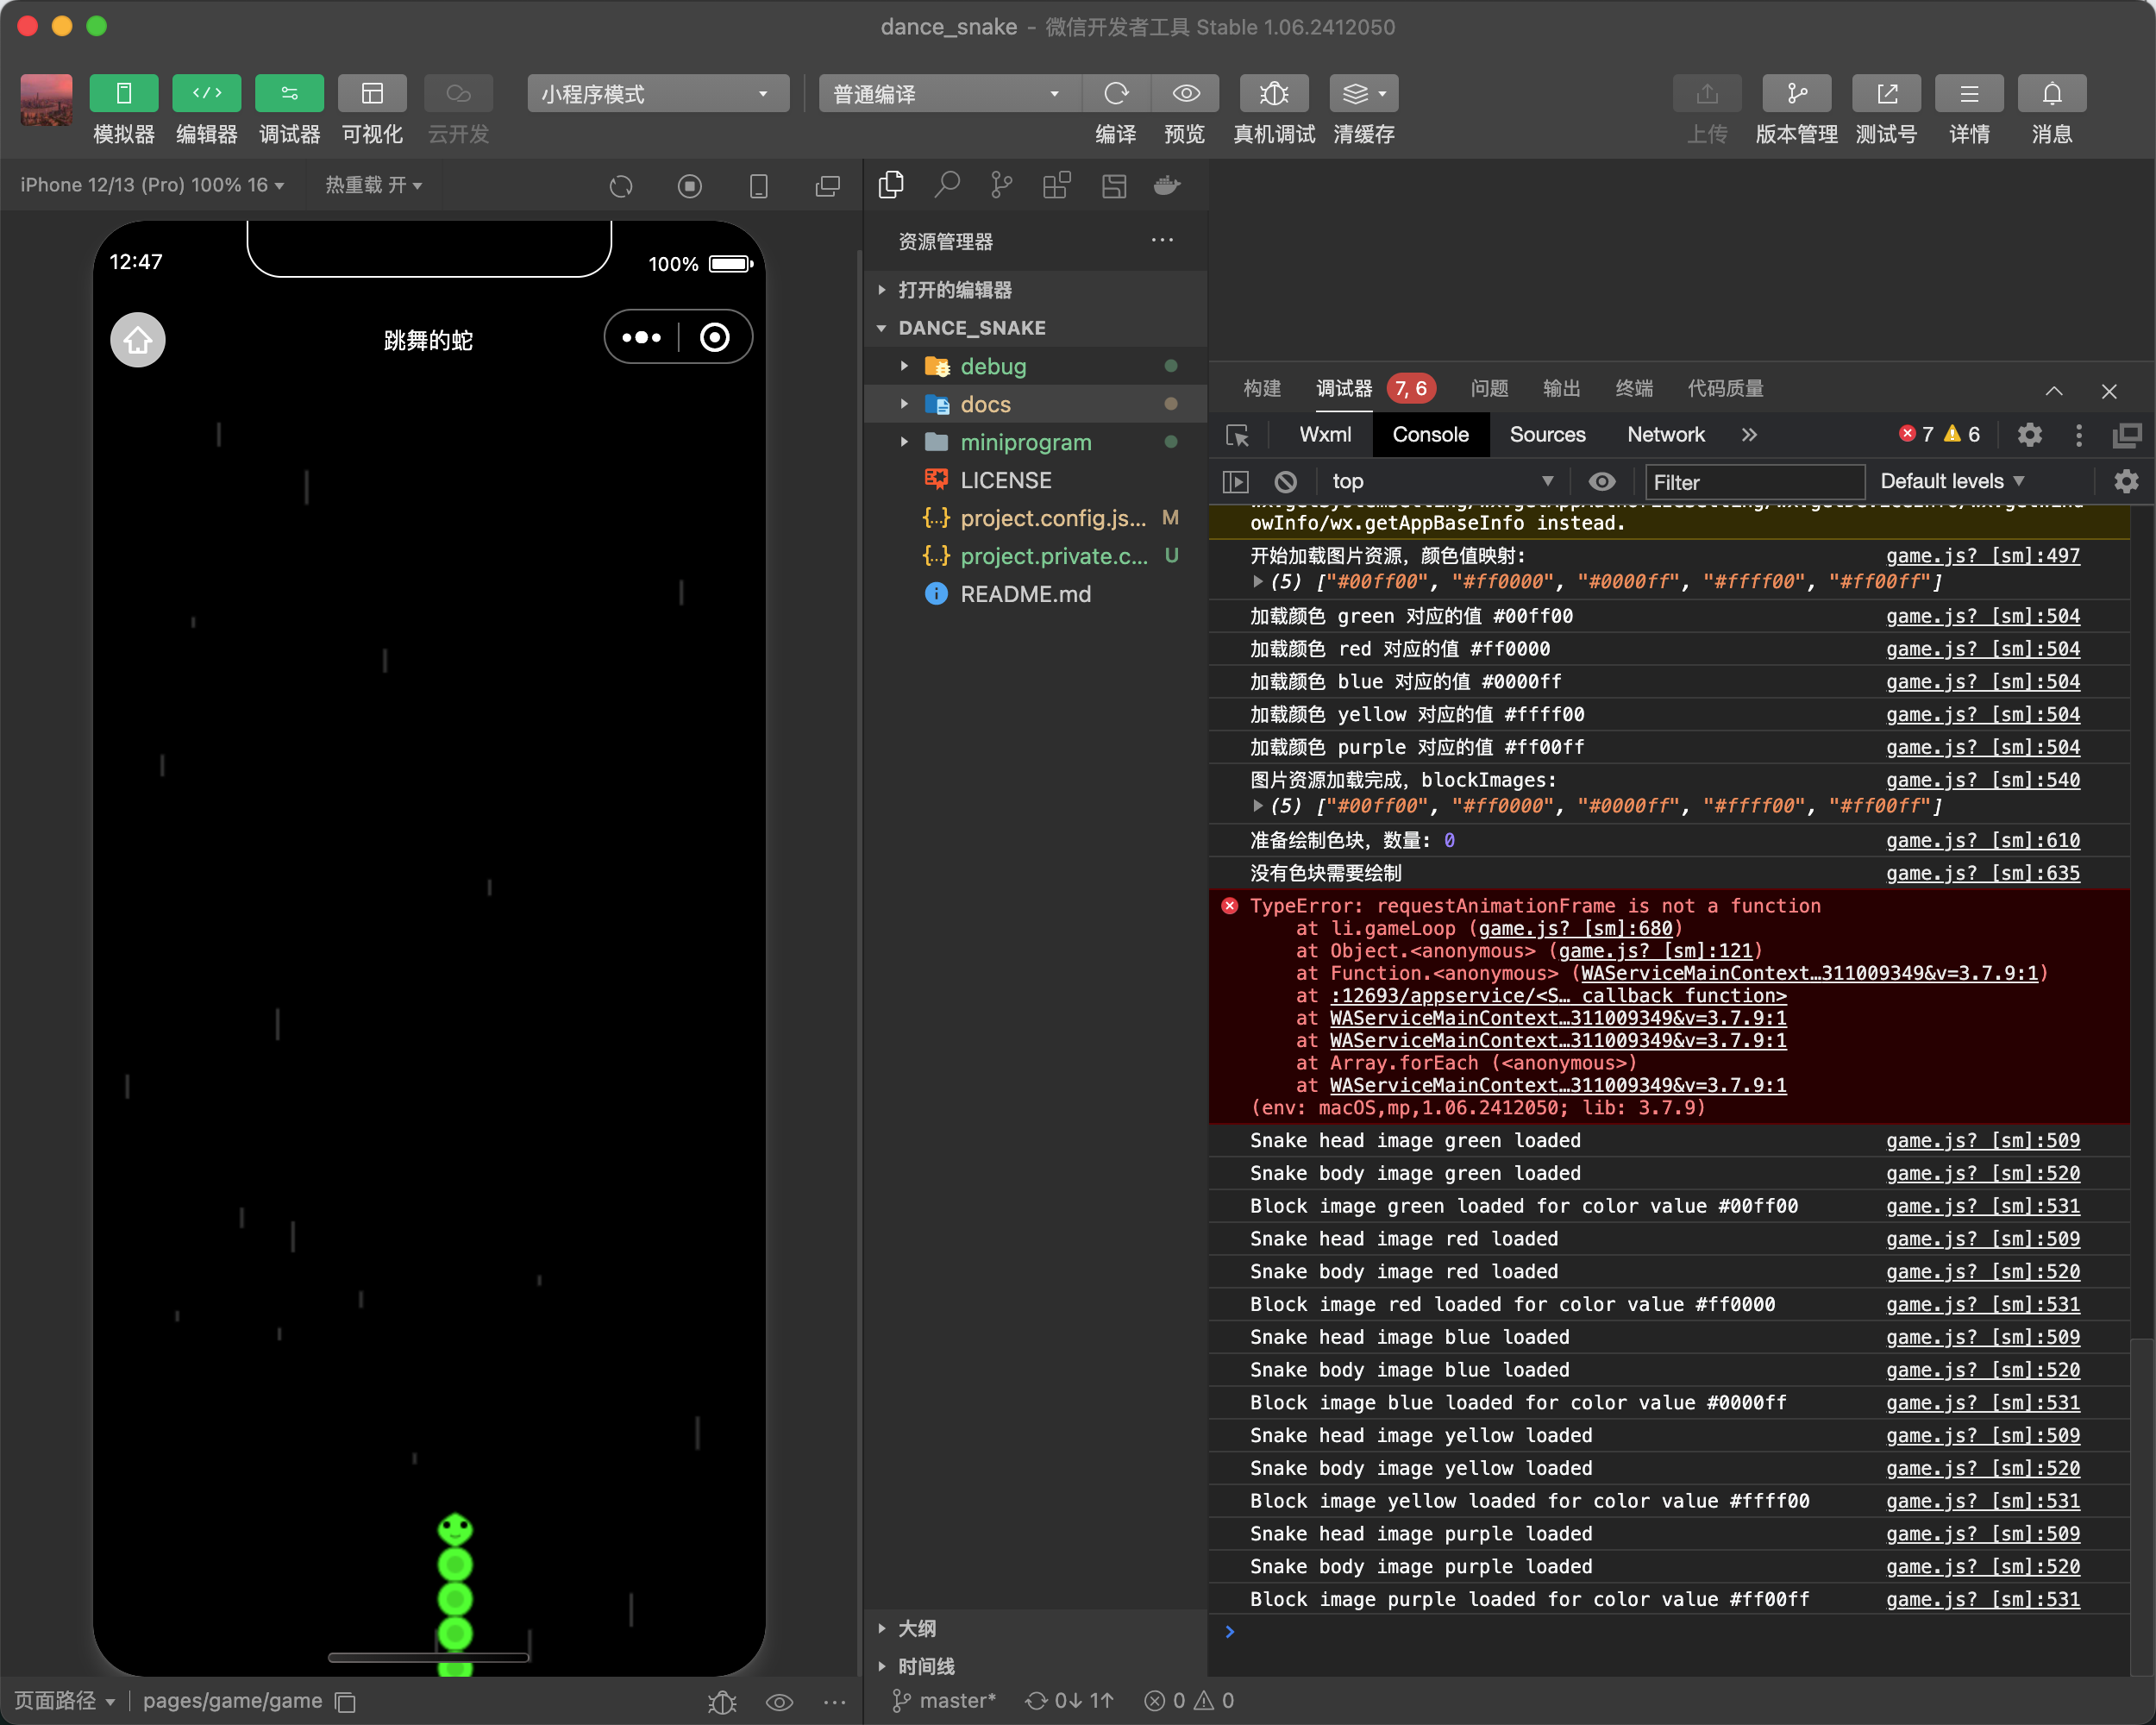 dance_snake – 微信开发者工具 Stable 1.06.2412050
模拟器
编辑器
调试器
可视化
云开发
小程序模式
普通编译
编译
预览
真机调试
清缓存
上传
版本管理
测试号
详情
消息
iPhone 12/13 (Pro) 100% 16
热重载 开
12:47
100%
跳舞的蛇
页面路径
pages/game/game
资源管理器
打开的编辑器
DANCE_SNAKE
debug
docs
miniprogram
LICENSE
project.config.js... M
project.private.c... U
README.md
大纲
时间线
master*
0↓ 1↑
0
0
构建
调试器
7, 6
问题
输出
终端
代码质量
Wxml
Console
Sources
Network
»
7
6
top
Filter
Default levels
owInfo/wx.getAppBaseInfo instead.
开始加载图片资源，颜色值映射: game.js? [sm]:497
(5) ["#00ff00", "#ff0000", "#0000ff", "#ffff00", "#ff00ff"]
加载颜色 green 对应的值 #00ff00 game.js? [sm]:504
加载颜色 red 对应的值 #ff0000 game.js? [sm]:504
加载颜色 blue 对应的值 #0000ff game.js? [sm]:504
加载颜色 yellow 对应的值 #ffff00 game.js? [sm]:504
加载颜色 purple 对应的值 #ff00ff game.js? [sm]:504
图片资源加载完成，blockImages: game.js? [sm]:540
(5) ["#00ff00", "#ff0000", "#0000ff", "#ffff00", "#ff00ff"]
准备绘制色块，数量: 0 game.js? [sm]:610
没有色块需要绘制 game.js? [sm]:635
TypeError: requestAnimationFrame is not a function
at li.gameLoop (game.js? [sm]:680)
at Object.<anonymous> (game.js? [sm]:121)
at Function.<anonymous> (WAServiceMainContext…311009349&v=3.7.9:1)
at :12693/appservice/<S… callback function>
at WAServiceMainContext…311009349&v=3.7.9:1
at WAServiceMainContext…311009349&v=3.7.9:1
at Array.forEach (<anonymous>)
at WAServiceMainContext…311009349&v=3.7.9:1
(env: macOS,mp,1.06.2412050; lib: 3.7.9)
Snake head image green loaded game.js? [sm]:509
Snake body image green loaded game.js? [sm]:520
Block image green loaded for color value #00ff00 game.js? [sm]:531
Snake head image red loaded game.js? [sm]:509
Snake body image red loaded game.js? [sm]:520
Block image red loaded for color value #ff0000 game.js? [sm]:531
Snake head image blue loaded game.js? [sm]:509
Snake body image blue loaded game.js? [sm]:520
Block image blue loaded for color value #0000ff game.js? [sm]:531
Snake head image yellow loaded game.js? [sm]:509
Snake body image yellow loaded game.js? [sm]:520
Block image yellow loaded for color value #ffff00 game.js? [sm]:531
Snake head image purple loaded game.js? [sm]:509
Snake body image purple loaded game.js? [sm]:520
Block image purple loaded for color value #ff00ff game.js? [sm]:531